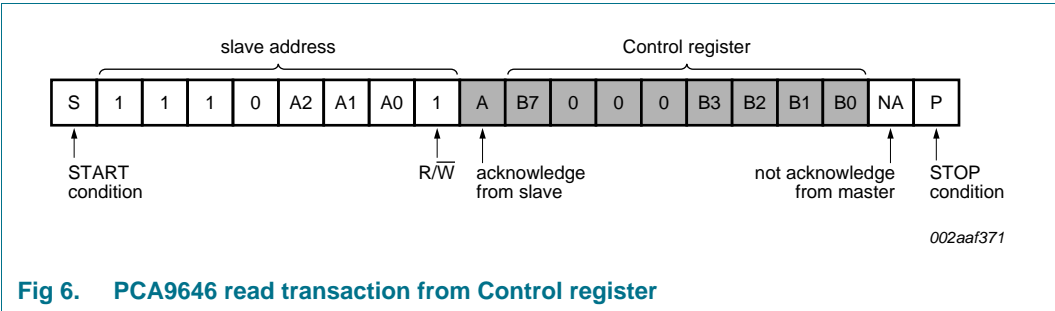 slave address Control register
S 1 1 1 0 A2 A1 A0 1 A B7 0 0 0 B3 B2 B1 B0 NA P
START condition
R/W̅
acknowledge from slave
not acknowledge from master
STOP condition
002aaf371
Fig 6. PCA9646 read transaction from Control register